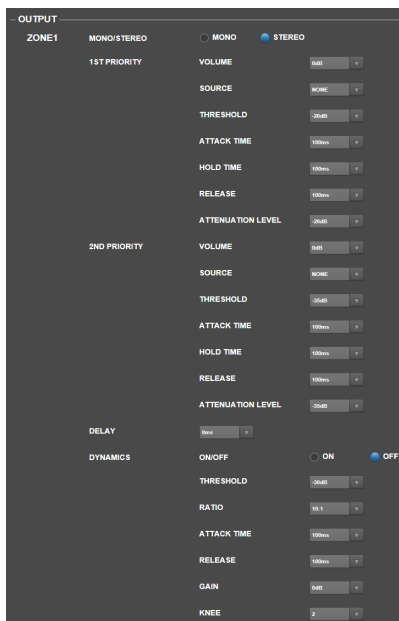 OUTPUT
ZONE1 MONO/STEREO MONO STEREO
1ST PRIORITY VOLUME 0dB
SOURCE NONE
THRESHOLD -20dB
ATTACK TIME 100ms
HOLD TIME 100ms
RELEASE 100ms
ATTENUATION LEVEL -20dB
2ND PRIORITY VOLUME 0dB
SOURCE NONE
THRESHOLD -35dB
ATTACK TIME 100ms
HOLD TIME 100ms
RELEASE 100ms
ATTENUATION LEVEL -35dB
DELAY 0ms
DYNAMICS ON/OFF ON OFF
THRESHOLD -30dB
RATIO 10:1
ATTACK TIME 100ms
RELEASE 100ms
GAIN 0dB
KNEE 2